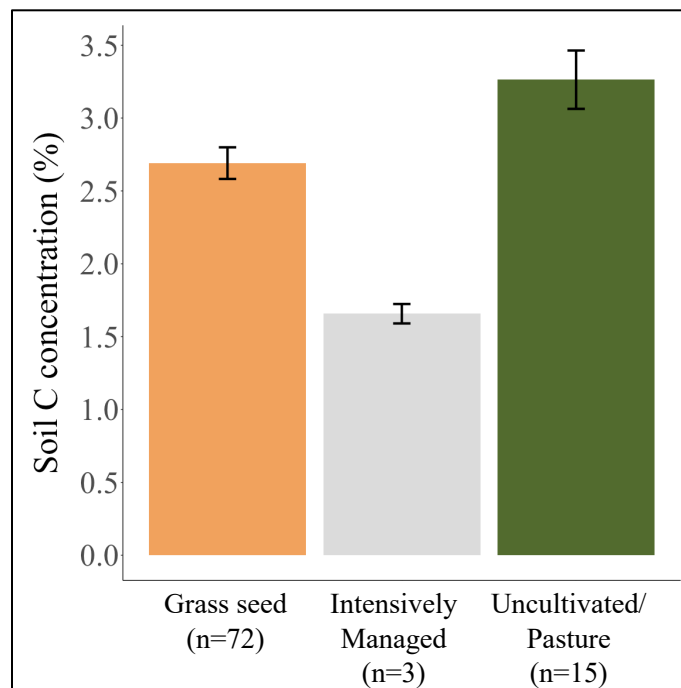 Soil C concentration (%)
3.5
3.0
2.5
2.0
1.5
1.0
0.5
0.0
Grass seed
(n=72)
Intensively
Managed
(n=3)
Uncultivated/
Pasture
(n=15)